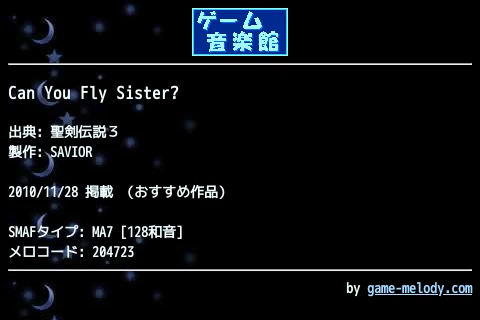 ゲーム
音楽館
Can You Fly Sister?
出典: 聖剣伝説３
製作: SAVIOR
2010/11/28 掲載 (おすすめ作品)
SMAFタイプ: MA7 [128和音]
メロコード: 204723
by game-melody.com